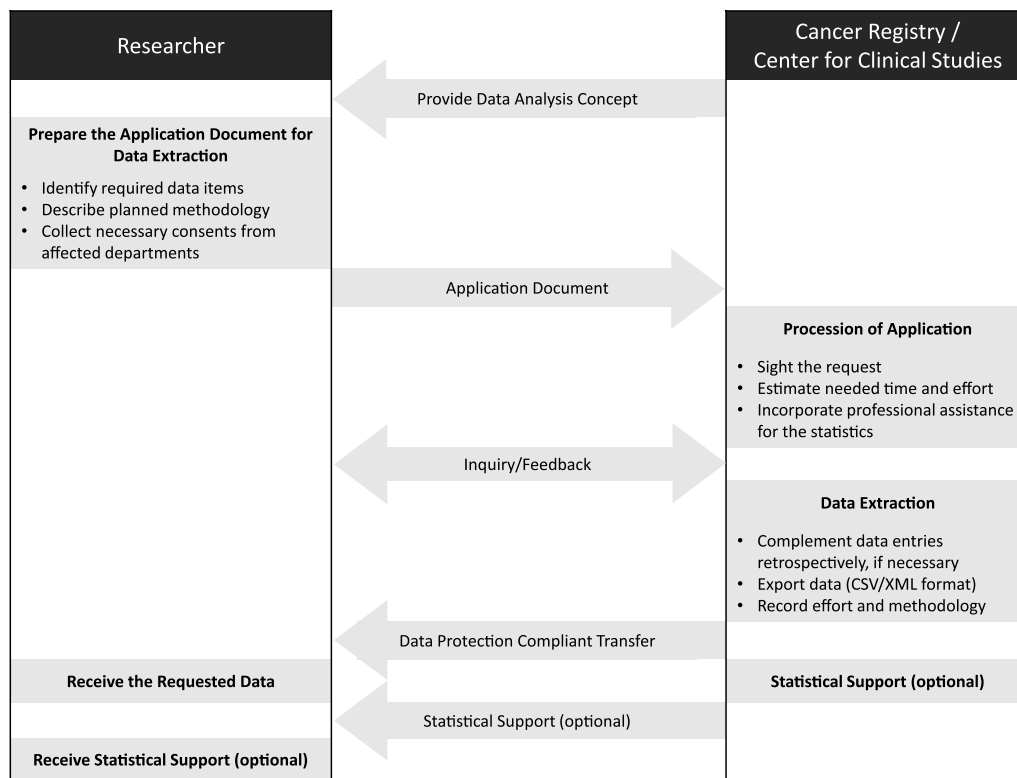 Researcher
Cancer Registry /
Center for Clinical Studies
Provide Data Analysis Concept
Prepare the Application Document for
Data Extraction
• Identify required data items
• Describe planned methodology
• Collect necessary consents from
affected departments
Application Document
Procession of Application
• Sight the request
• Estimate needed time and effort
• Incorporate professional assistance
for the statistics
Inquiry/Feedback
Data Extraction
• Complement data entries
retrospectively, if necessary
• Export data (CSV/XML format)
• Record effort and methodology
Data Protection Compliant Transfer
Receive the Requested Data
Statistical Support (optional)
Statistical Support (optional)
Receive Statistical Support (optional)